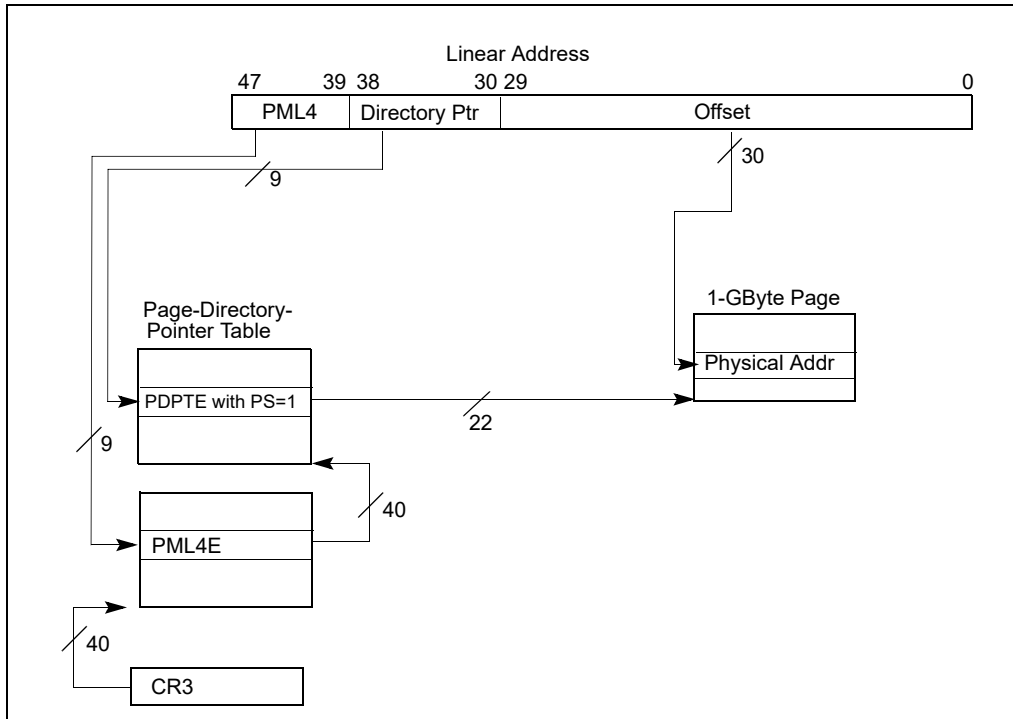 Linear Address
47 39 38 30 29 0
PML4 Directory Ptr Offset
9
30
1-GByte Page
Page-Directory-
Pointer Table
Physical Addr
PDPTE with PS=1
22
9
40
PML4E
40
CR3